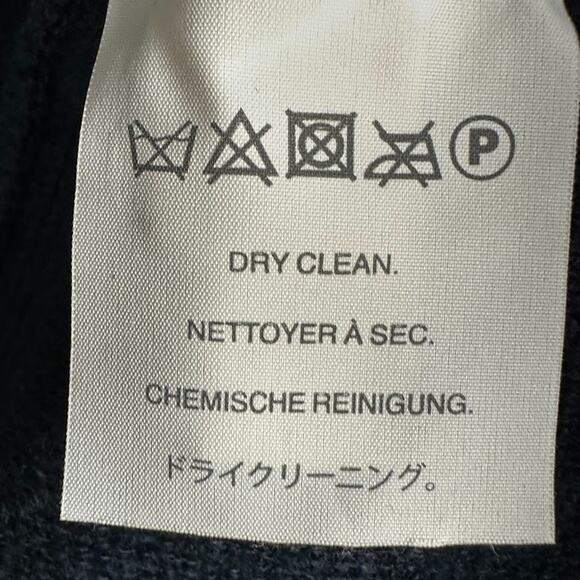 P
DRY CLEAN.
NETTOYER À SEC.
CHEMISCHE REINIGUNG.
ドライクリーニング。